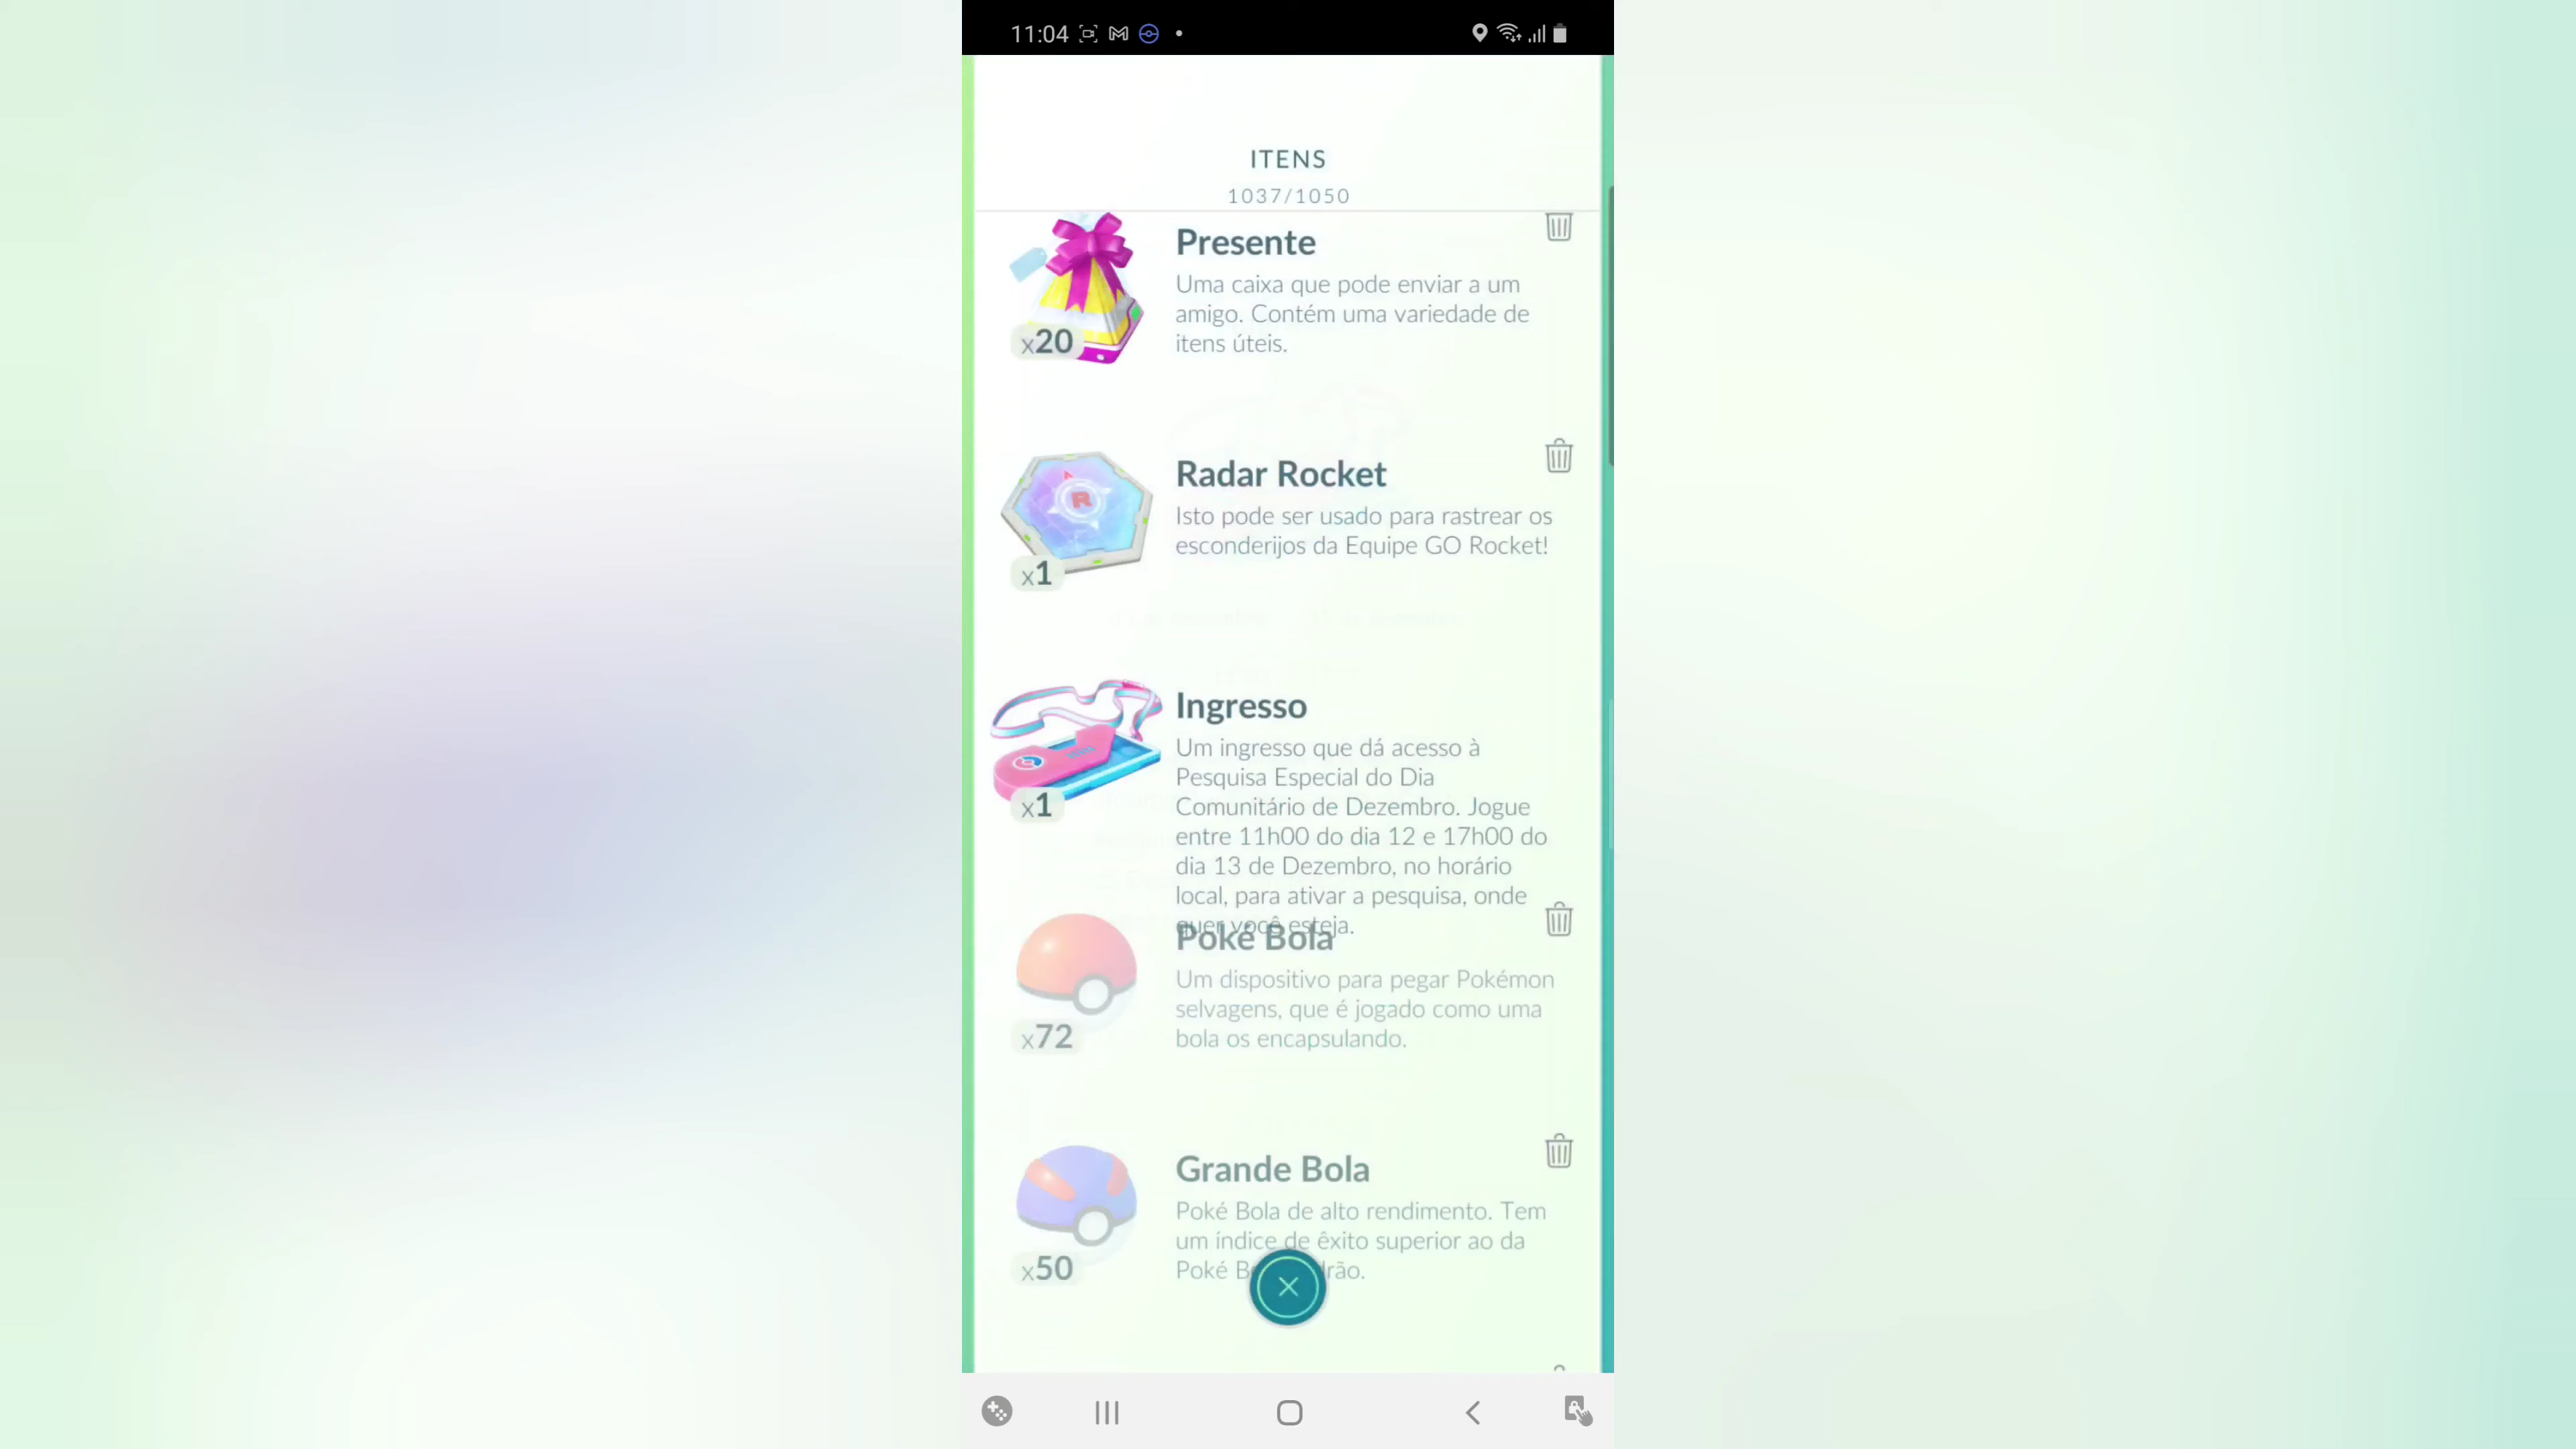 11:04
ITENS
1037/1050
Presente
Uma caixa que pode enviar a um
amigo. Contém uma variedade de
itens úteis.
x20
Radar Rocket
Isto pode ser usado para rastrear os
esconderijos da Equipe GO Rocket!
x1
Ingresso
Um ingresso que dá acesso à
Pesquisa Especial do Dia
Comunitário de Dezembro. Jogue
entre 11h00 do dia 12 e 17h00 do
dia 13 de Dezembro, no horário
local, para ativar a pesquisa, onde
quer você esteja.
x1
Poké Bola
Um dispositivo para pegar Pokémon
selvagens, que é jogado como uma
bola os encapsulando.
x72
Grande Bola
Poké Bola de alto rendimento. Tem
um índice de êxito superior ao da
Poké
x50